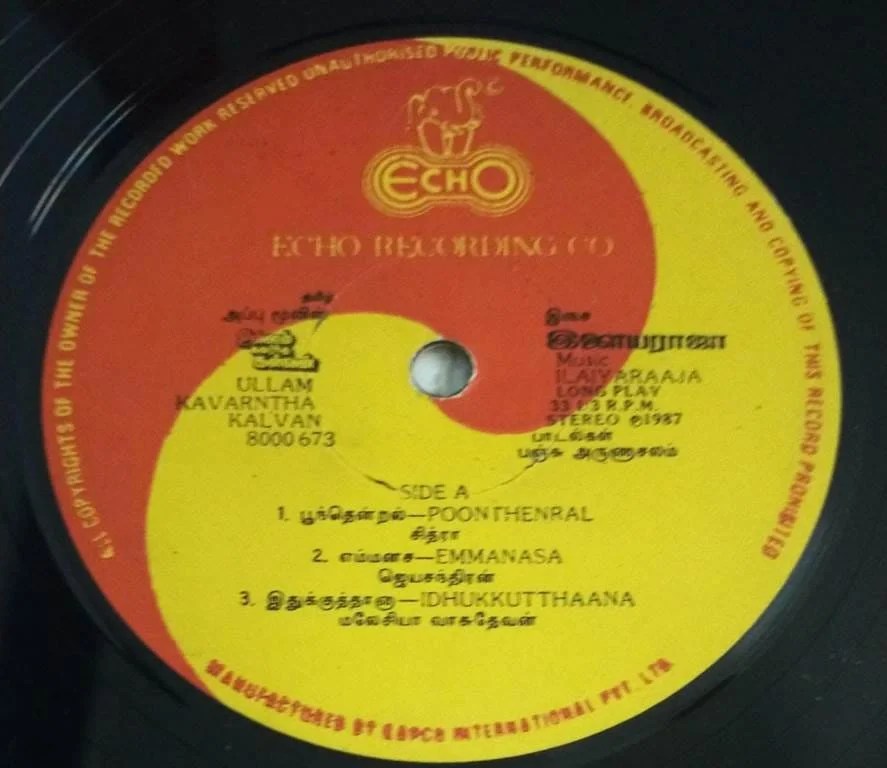 ALL COPYRIGHTS OF THE OWNER OF THE RECORDED WORK RESERVED UNAUTHORISED PUBLIC PERFORMANCE, BROADCASTING AND COPYING OF THIS RECORD PROHIBITED
ECHO
ECHO RECORDING CO
தமிழ்
அப்பு மூவிஸ்
ULLAM
KAVARNTHA
KALVAN
8000 673
இசை
இளையராஜா
Music
ILAIYARAAJA
LONG PLAY
33 1/3 R.P.M.
STEREO ℗1987
பாடல்கள்
பஞ்சு அருணாசலம்
SIDE A
1. பூந்தென்றல்—POONTHENRAL
சித்ரா
2. எம்மனசு—EMMANASA
ஜெயசந்திரன்
3. இதுக்குத்தானா—IDHUKKUTTHAANA
மலேசியா வாசுதேவன்
MANUFACTURED BY INTERNATIONAL PVT. LTD.